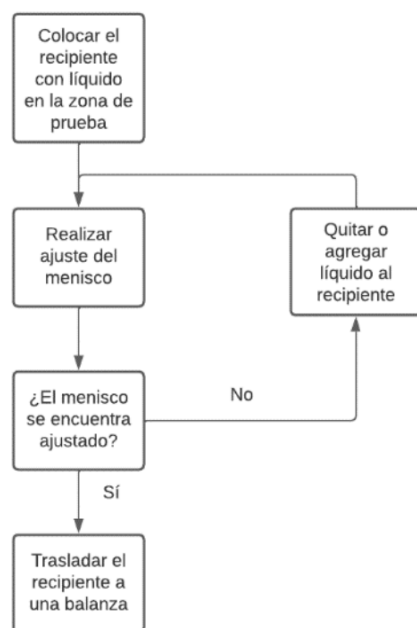 Colocar el
recipiente
con líquido
en la zona de
prueba
Realizar
ajuste del
menisco
Quitar o
agregar
líquido al
recipiente
¿El menisco
se encuentra
ajustado?
No
Sí
Trasladar el
recipiente a
una balanza